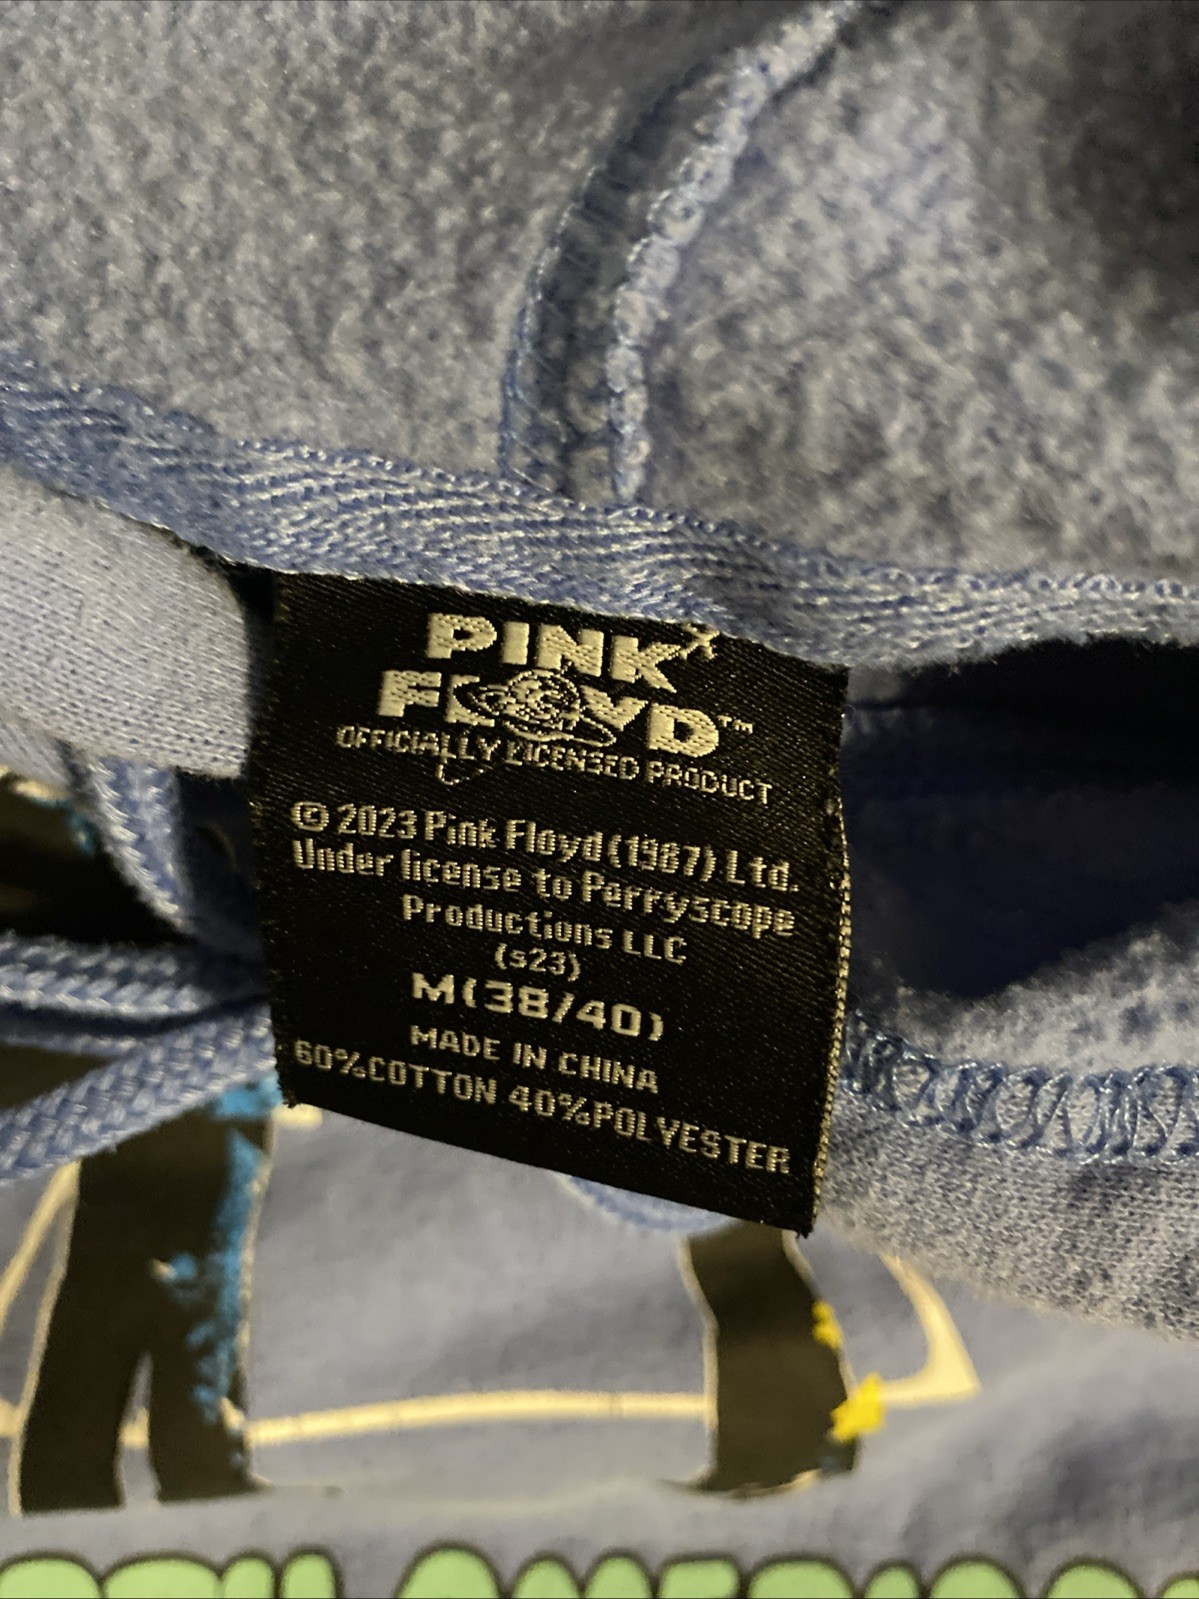 PINK
FLOYD™
OFFICIALLY LICENSED PRODUCT
© 2023 Pink Floyd (1987) Ltd.
Under license to Perryscope
Productions LLC
(s23)
M(38/40)
MADE IN CHINA
60%COTTON 40%POLYESTER